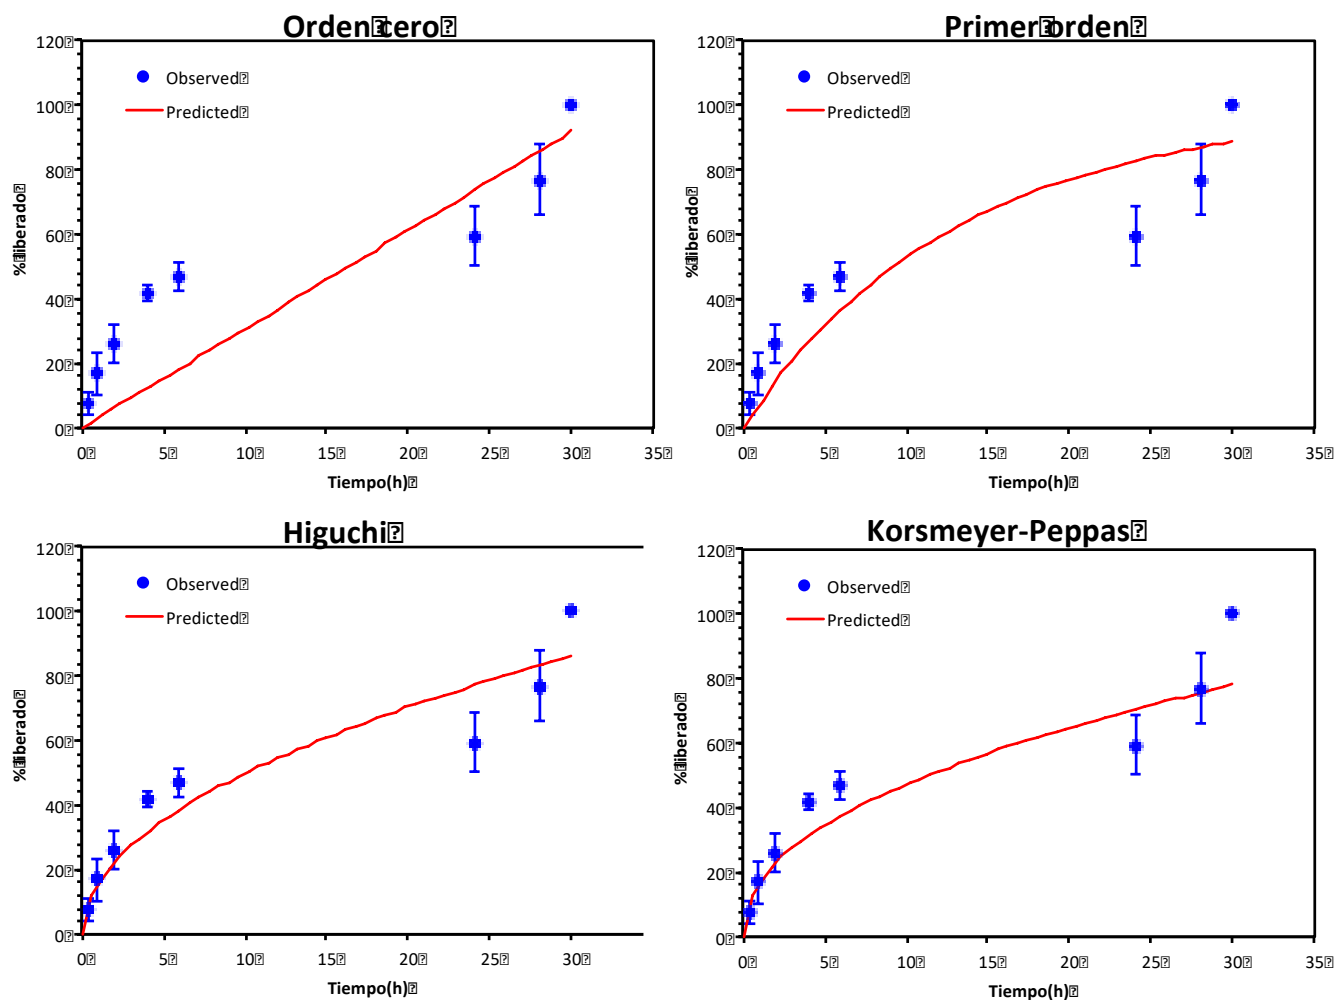 Orden cero
120
100
80
60
40
20
0
% liberado
Observed
Predicted
0 5 10 15 20 25 30 35
Tiempo(h)
Primer orden
120
100
80
60
40
20
0
% liberado
Observed
Predicted
0 5 10 15 20 25 30 35
Tiempo(h)
Higuchi
120
100
80
60
40
20
0
% liberado
Observed
Predicted
0 5 10 15 20 25 30
Tiempo(h)
Korsmeyer-Peppas
120
100
80
60
40
20
0
% liberado
Observed
Predicted
0 5 10 15 20 25 30 35
Tiempo(h)